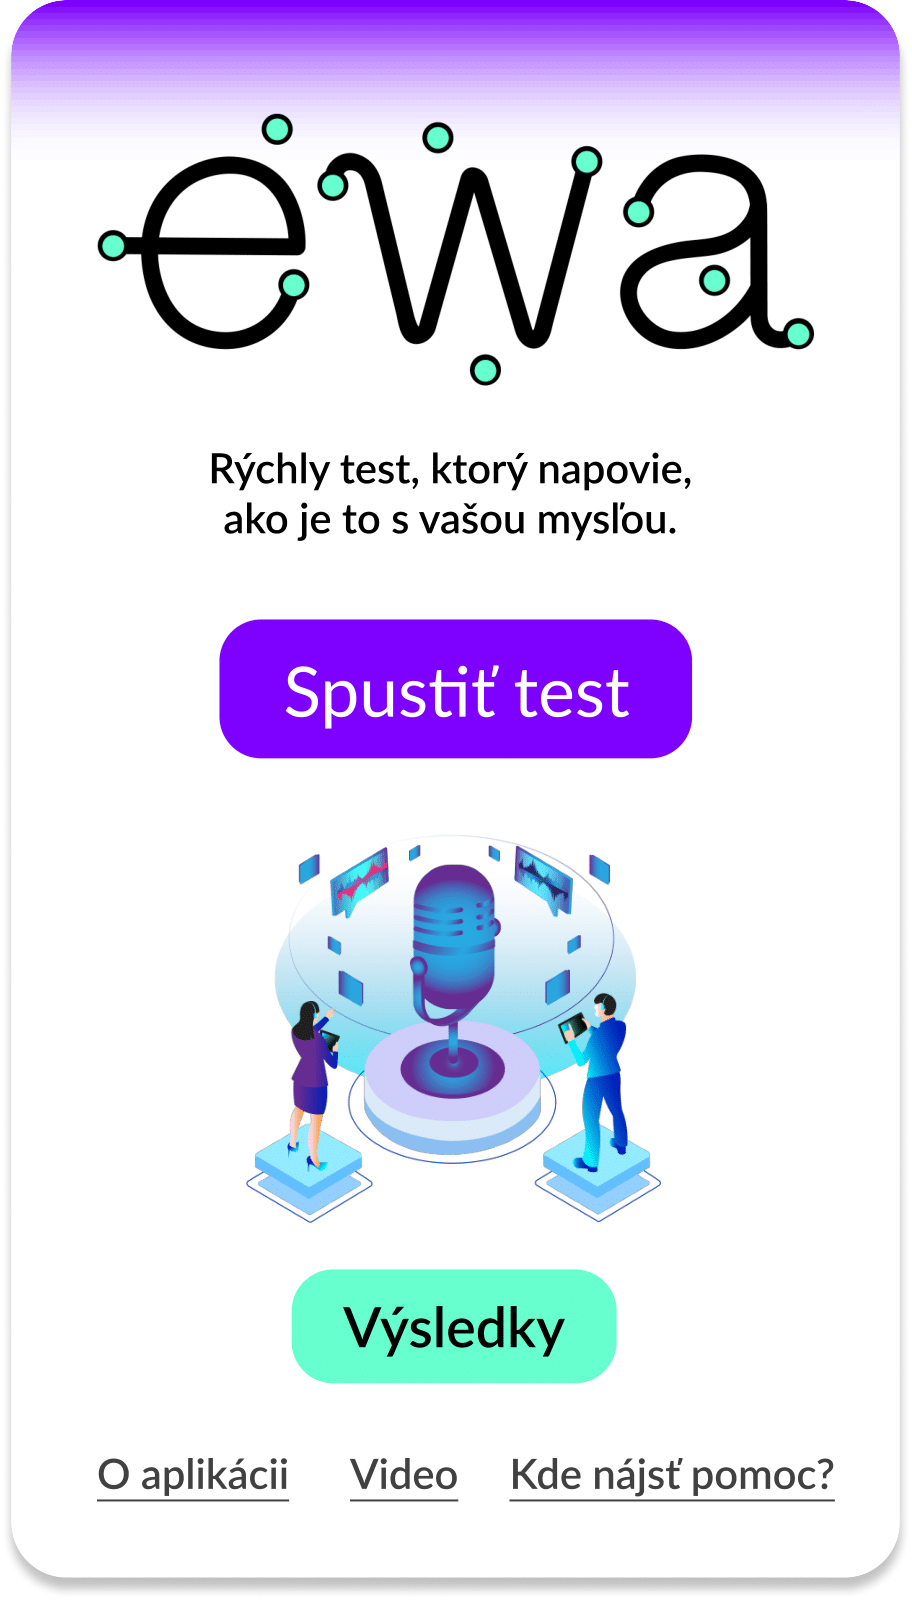 ewa
Rýchly test, ktorý napovie,
ako je to s vašou mysľou.
Spustiť test
Výsledky
O aplikácii
Video
Kde nájsť pomoc?